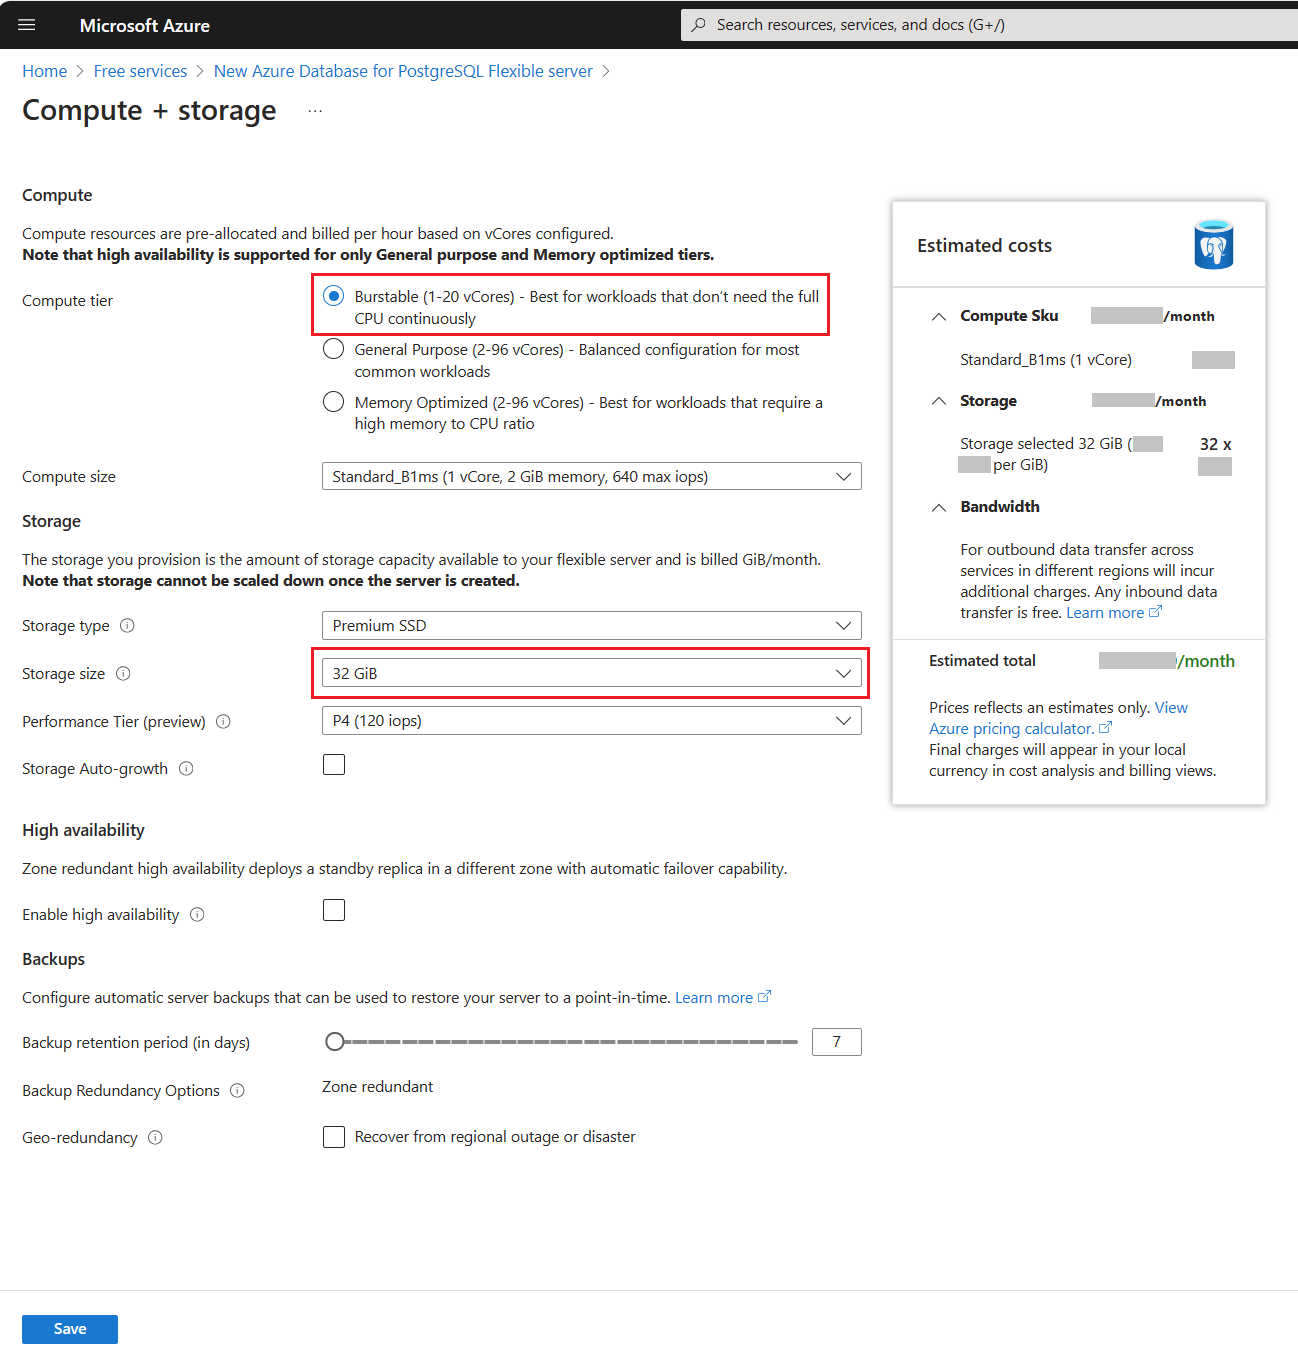 Microsoft Azure
Search resources, services, and docs (G+/)
Home > Free services > New Azure Database for PostgreSQL Flexible server >
Compute + storage ...
Compute
Compute resources are pre-allocated and billed per hour based on vCores configured.
Note that high availability is supported for only General purpose and Memory optimized tiers.
Compute tier
Burstable (1-20 vCores) - Best for workloads that don't need the full
CPU continuously
General Purpose (2-96 vCores) - Balanced configuration for most
common workloads
Memory Optimized (2-96 vCores) - Best for workloads that require a
high memory to CPU ratio
Compute size
Standard_B1ms (1 vCore, 2 GiB memory, 640 max iops)
Storage
The storage you provision is the amount of storage capacity available to your flexible server and is billed GiB/month.
Note that storage cannot be scaled down once the server is created.
Storage type
Premium SSD
Storage size
32 GiB
Performance Tier (preview)
P4 (120 iops)
Storage Auto-growth
High availability
Zone redundant high availability deploys a standby replica in a different zone with automatic failover capability.
Enable high availability
Backups
Configure automatic server backups that can be used to restore your server to a point-in-time. Learn more
Backup retention period (in days)
7
Backup Redundancy Options
Zone redundant
Geo-redundancy
Recover from regional outage or disaster
Save
Estimated costs
Compute Sku /month
Standard_B1ms (1 vCore)
Storage /month
Storage selected 32 GiB ( 32 x
per GiB)
Bandwidth
For outbound data transfer across
services in different regions will incur
additional charges. Any inbound data
transfer is free. Learn more
Estimated total /month
Prices reflects an estimates only. View
Azure pricing calculator.
Final charges will appear in your local
currency in cost analysis and billing views.